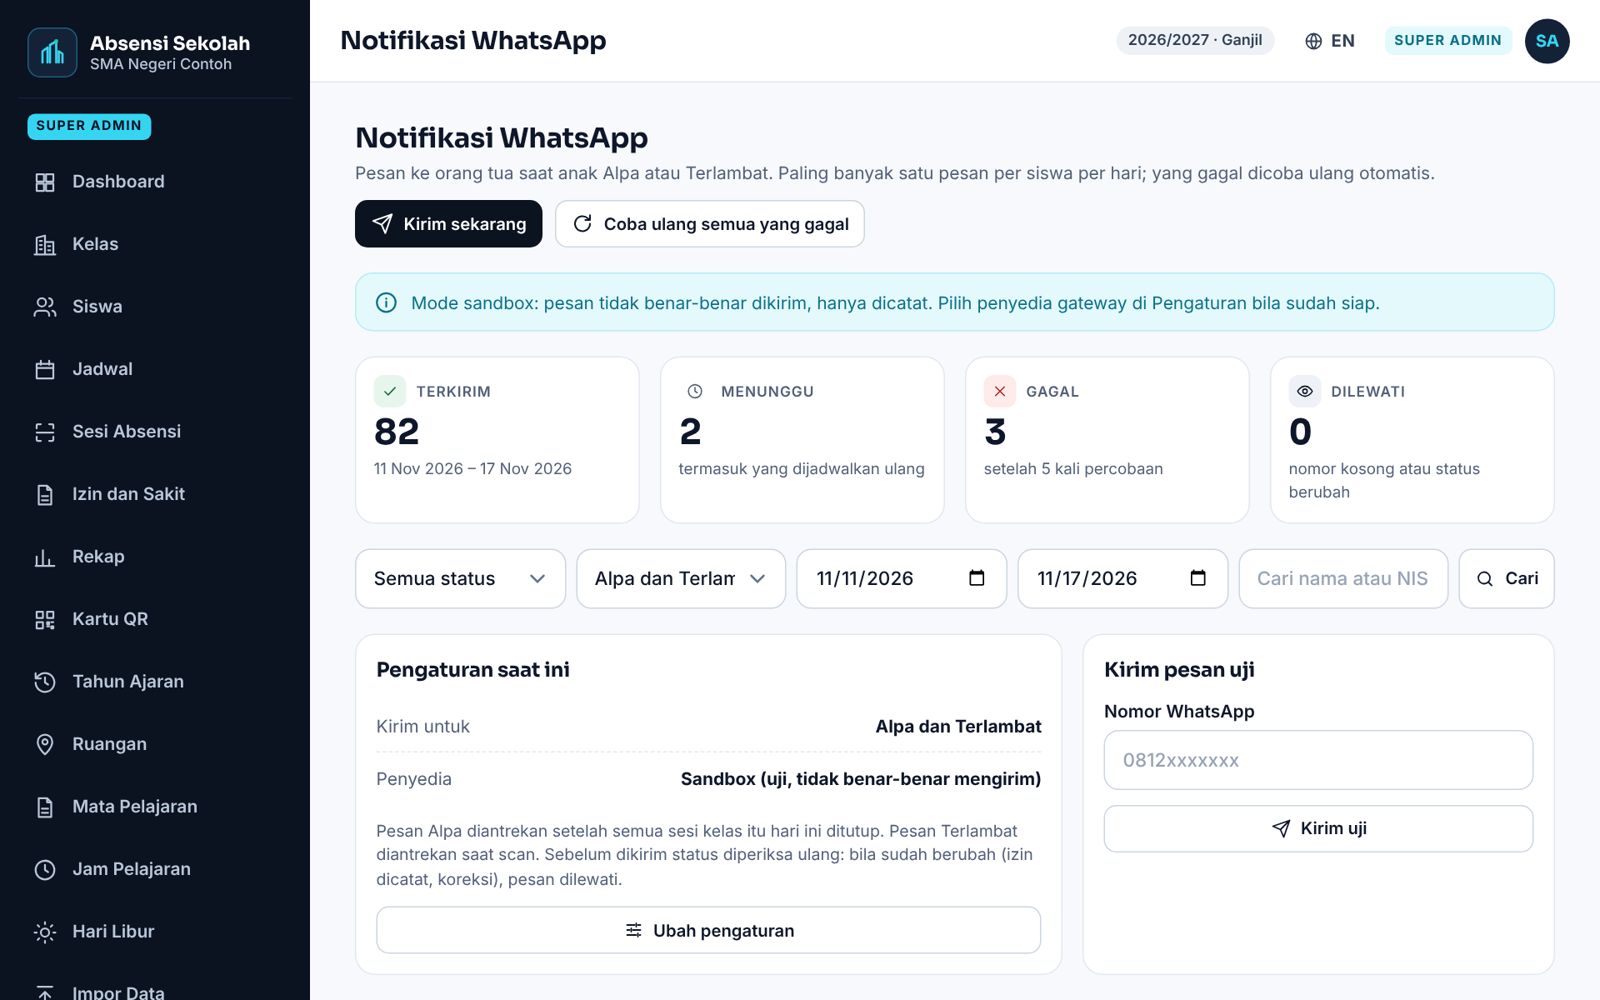 Absensi Sekolah
SMA Negeri Contoh
SUPER ADMIN
Dashboard
Kelas
Siswa
Jadwal
Sesi Absensi
Izin dan Sakit
Rekap
Kartu QR
Tahun Ajaran
Ruangan
Mata Pelajaran
Jam Pelajaran
Hari Libur
Impor Data
Notifikasi WhatsApp
2026/2027 · Ganjil
EN
SUPER ADMIN
SA
Notifikasi WhatsApp
Pesan ke orang tua saat anak Alpa atau Terlambat. Paling banyak satu pesan per siswa per hari; yang gagal dicoba ulang otomatis.
Kirim sekarang
Coba ulang semua yang gagal
Mode sandbox: pesan tidak benar-benar dikirim, hanya dicatat. Pilih penyedia gateway di Pengaturan bila sudah siap.
TERKIRIM
82
11 Nov 2026 – 17 Nov 2026
MENUNGGU
2
termasuk yang dijadwalkan ulang
GAGAL
3
setelah 5 kali percobaan
DILEWATI
0
nomor kosong atau status
berubah
Semua status
Alpa dan Terlam
11/11/2026
11/17/2026
Cari nama atau NIS
Cari
Pengaturan saat ini
Kirim untuk
Alpa dan Terlambat
Penyedia
Sandbox (uji, tidak benar-benar mengirim)
Pesan Alpa diantrekan setelah semua sesi kelas itu hari ini ditutup. Pesan Terlambat
diantrekan saat scan. Sebelum dikirim status diperiksa ulang: bila sudah berubah (izin
dicatat, koreksi), pesan dilewati.
Ubah pengaturan
Kirim pesan uji
Nomor WhatsApp
0812xxxxxxx
Kirim uji